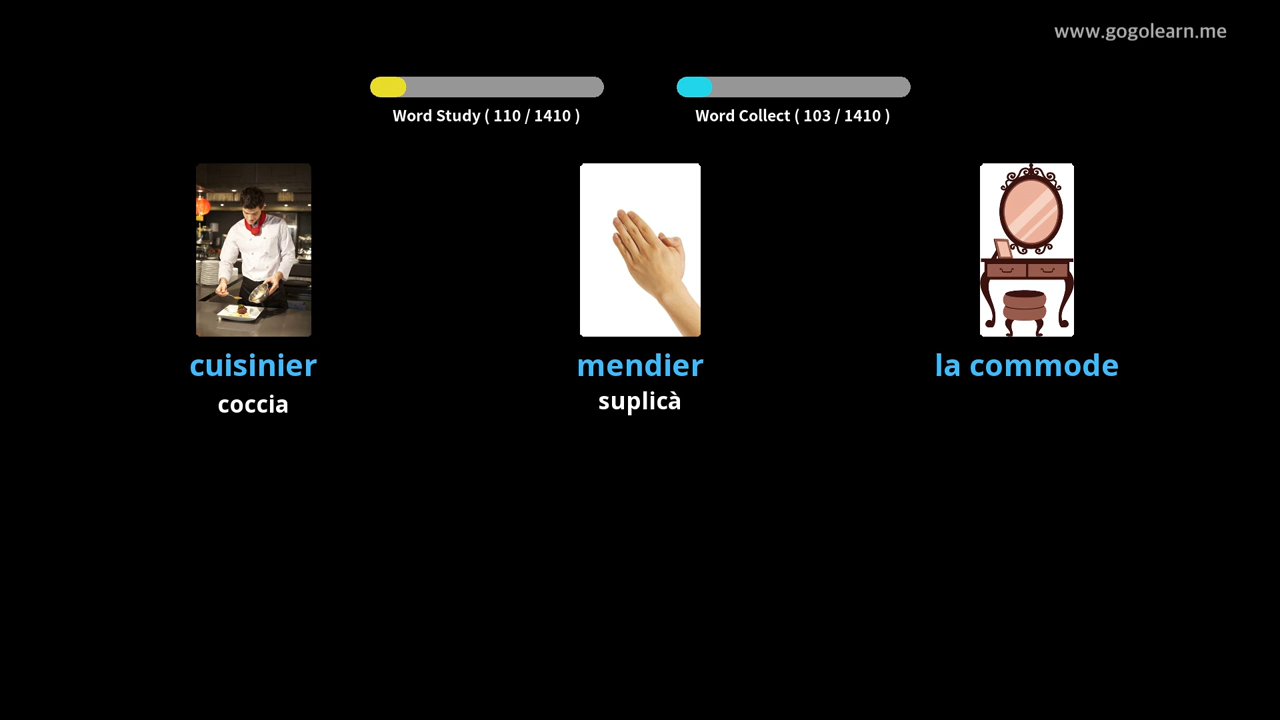 www.gogolearn.me
Word Study ( 110 / 1410 )
Word Collect ( 103 / 1410 )
cuisinier
coccia
mendier
suplicà
la commode